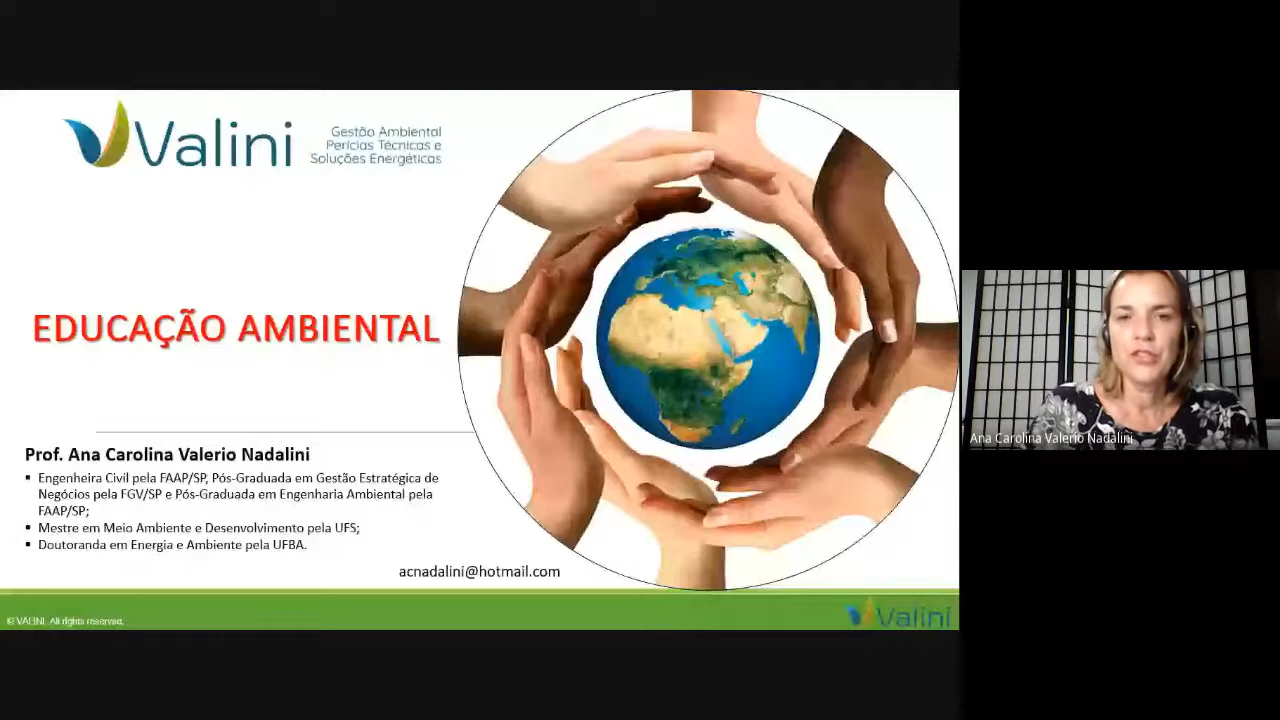 Valini
Gestão Ambiental
Perícias Técnicas e
Soluções Energéticas
EDUCAÇÃO AMBIENTAL
Prof. Ana Carolina Valerio Nadalini
▪ Engenheira Civil pela FAAP/SP, Pós-Graduada em Gestão Estratégica de
Negócios pela FGV/SP e Pós-Graduada em Engenharia Ambiental pela
FAAP/SP;
▪ Mestre em Meio Ambiente e Desenvolvimento pela UFS;
▪ Doutoranda em Energia e Ambiente pela UFBA.
acnadalini@hotmail.com
© VALINI. All rights reserved.
Valini
Ana Carolina Valerio Nadalini